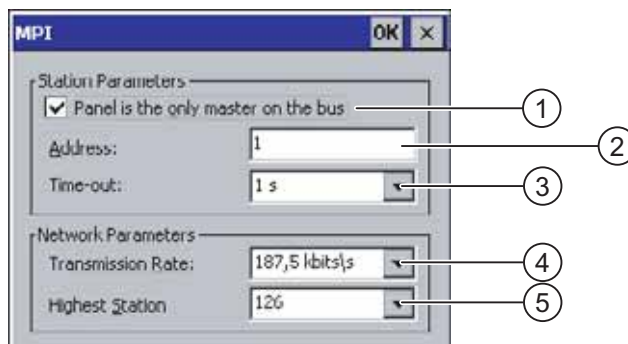 MPI OK ×
Station Parameters
Panel is the only master on the bus 1
Address: 1 2
Time-out: 1 s 3
Network Parameters
Transmission Rate: 187,5 kbits\s 4
Highest Station 126 5